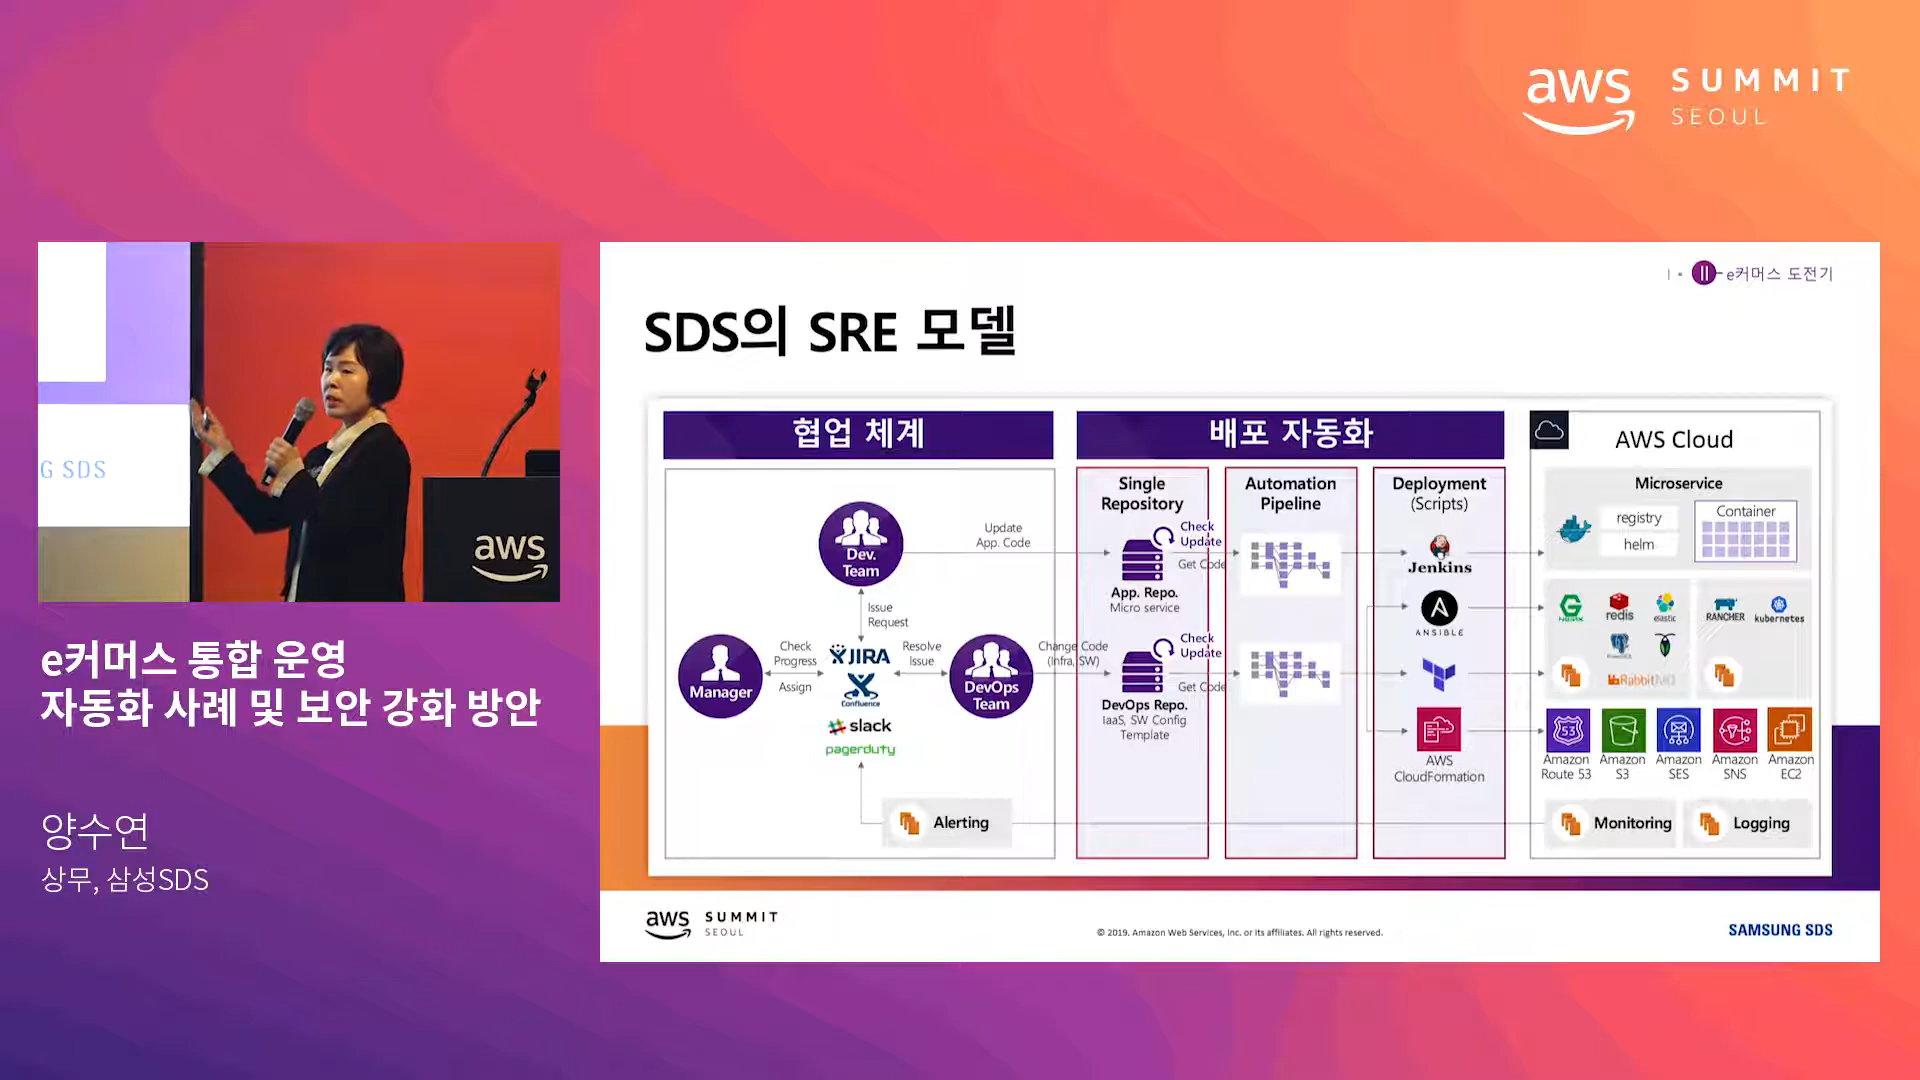 aws SUMMIT
SEOUL
G SDS
aws
e커머스 통합 운영
자동화 사례 및 보안 강화 방안
양수연
상무, 삼성SDS
e커머스 도전기
SDS의 SRE 모델
협업 체계
Dev.
Team
Update
App. Code
Issue
Request
Manager
Check
Progress
Assign
JIRA
Confluence
slack
pagerduty
Resolve
Issue
DevOps
Team
Change Code
(Infra, SW)
Alerting
배포 자동화
Single
Repository
Check
Update
Get Code
App. Repo.
Micro service
Check
Update
Get Code
DevOps Repo.
IaaS, SW Config
Template
Automation
Pipeline
Deployment
(Scripts)
Jenkins
ANSIBLE
AWS
CloudFormation
AWS Cloud
Microservice
registry
helm
Container
redis
elastic
RabbitMQ
RANCHER
kubernetes
53
Amazon
Route 53
Amazon
S3
Amazon
SES
Amazon
SNS
Amazon
EC2
Monitoring
Logging
aws SUMMIT
SEOUL
© 2019, Amazon Web Services, Inc. or its affiliates. All rights reserved.
SAMSUNG SDS